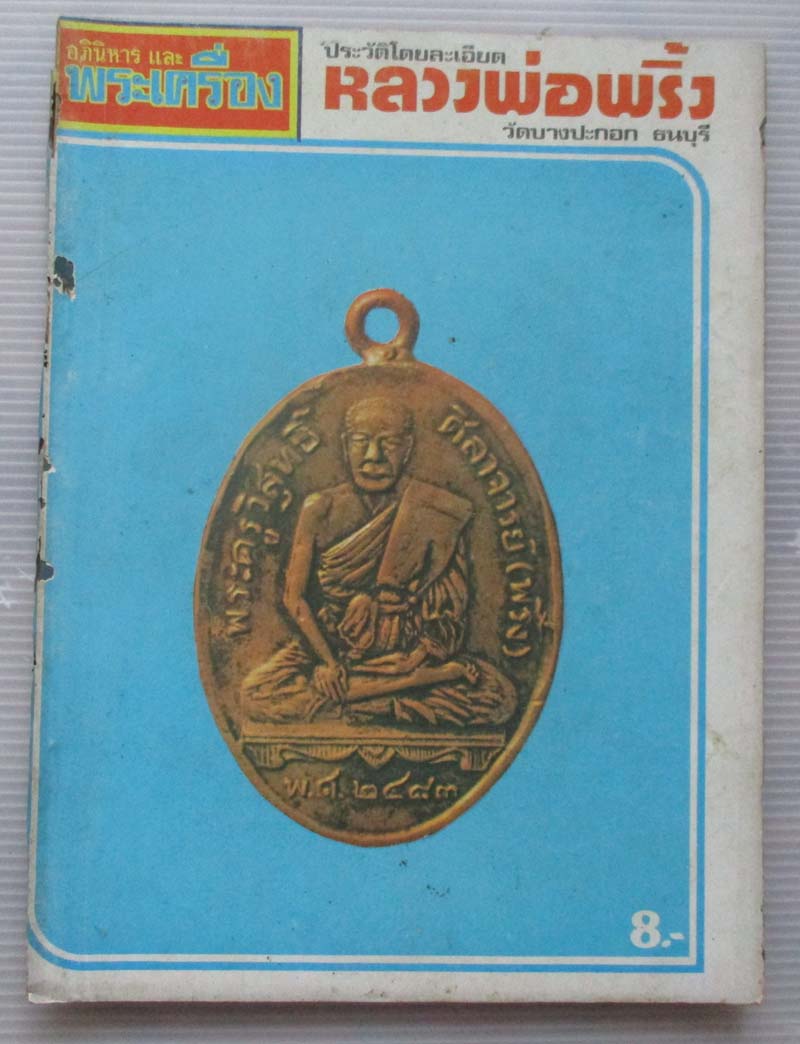 อภินิหาร และ
พระเครื่อง
ประวัติโดยละเอียด
หลวงพ่อพริ้ง
วัดบางปะกอก ธนบุรี
พระครูวิสุทธิ์
ศิลาจารย์ (พริ้ง)
พ.ศ. ๒๔๘๓
8.-